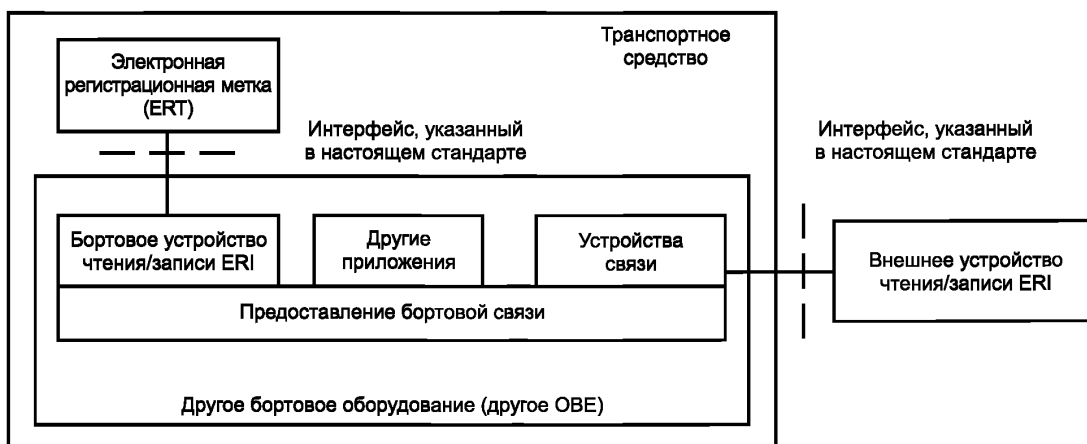 Транспортное
средство
Электронная
регистрационная метка
(ERT)
Интерфейс, указанный
в настоящем стандарте
Интерфейс, указанный
в настоящем стандарте
Бортовое устройство
чтения/записи ERI
Другие
приложения
Устройства
связи
Внешнее устройство
чтения/записи ERI
Предоставление бортовой связи
Другое бортовое оборудование (другое OBE)